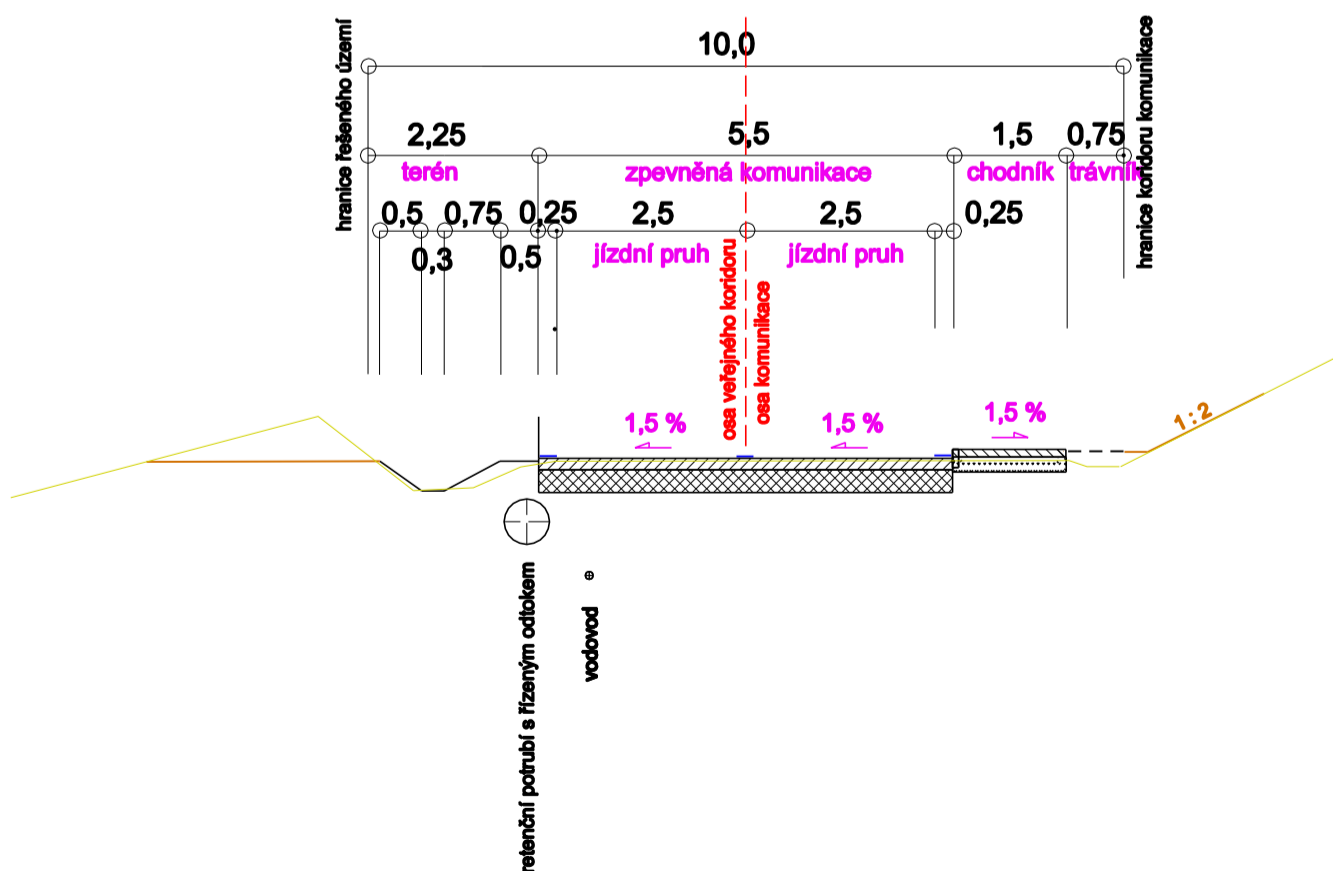 hranice řešeného území
10,0
hranice koridoru komunikace
2,25
5,5
1,5
0,75
terén
zpevněná komunikace
chodník
trávník
0,5
0,75
0,25
2,5
2,5
0,25
0,3
0,5
jízdní pruh
jízdní pruh
osa veřejného koridoru
osa komunikace
1,5 %
1,5 %
1,5 %
1:2
retenční potrubí s řízeným odtokem
vodovod